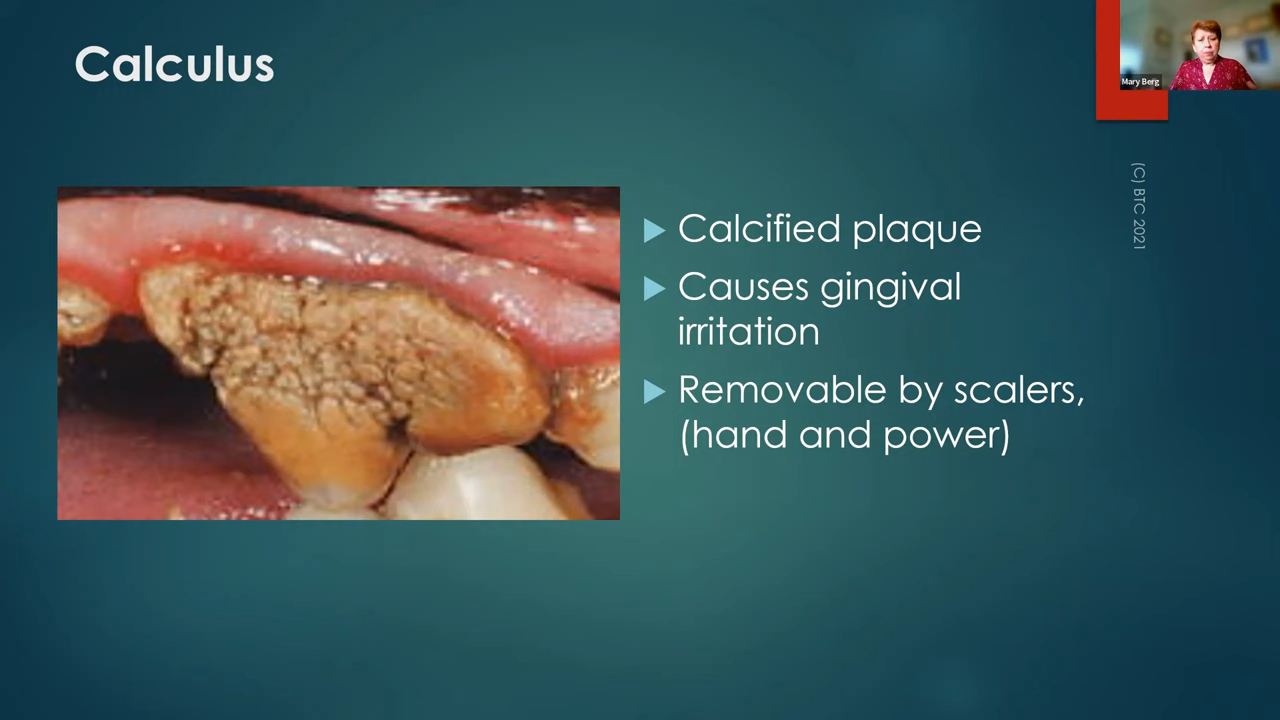 Calculus
Mary Berg
(C) BTC 2021
Calcified plaque
Causes gingival
irritation
Removable by scalers,
(hand and power)